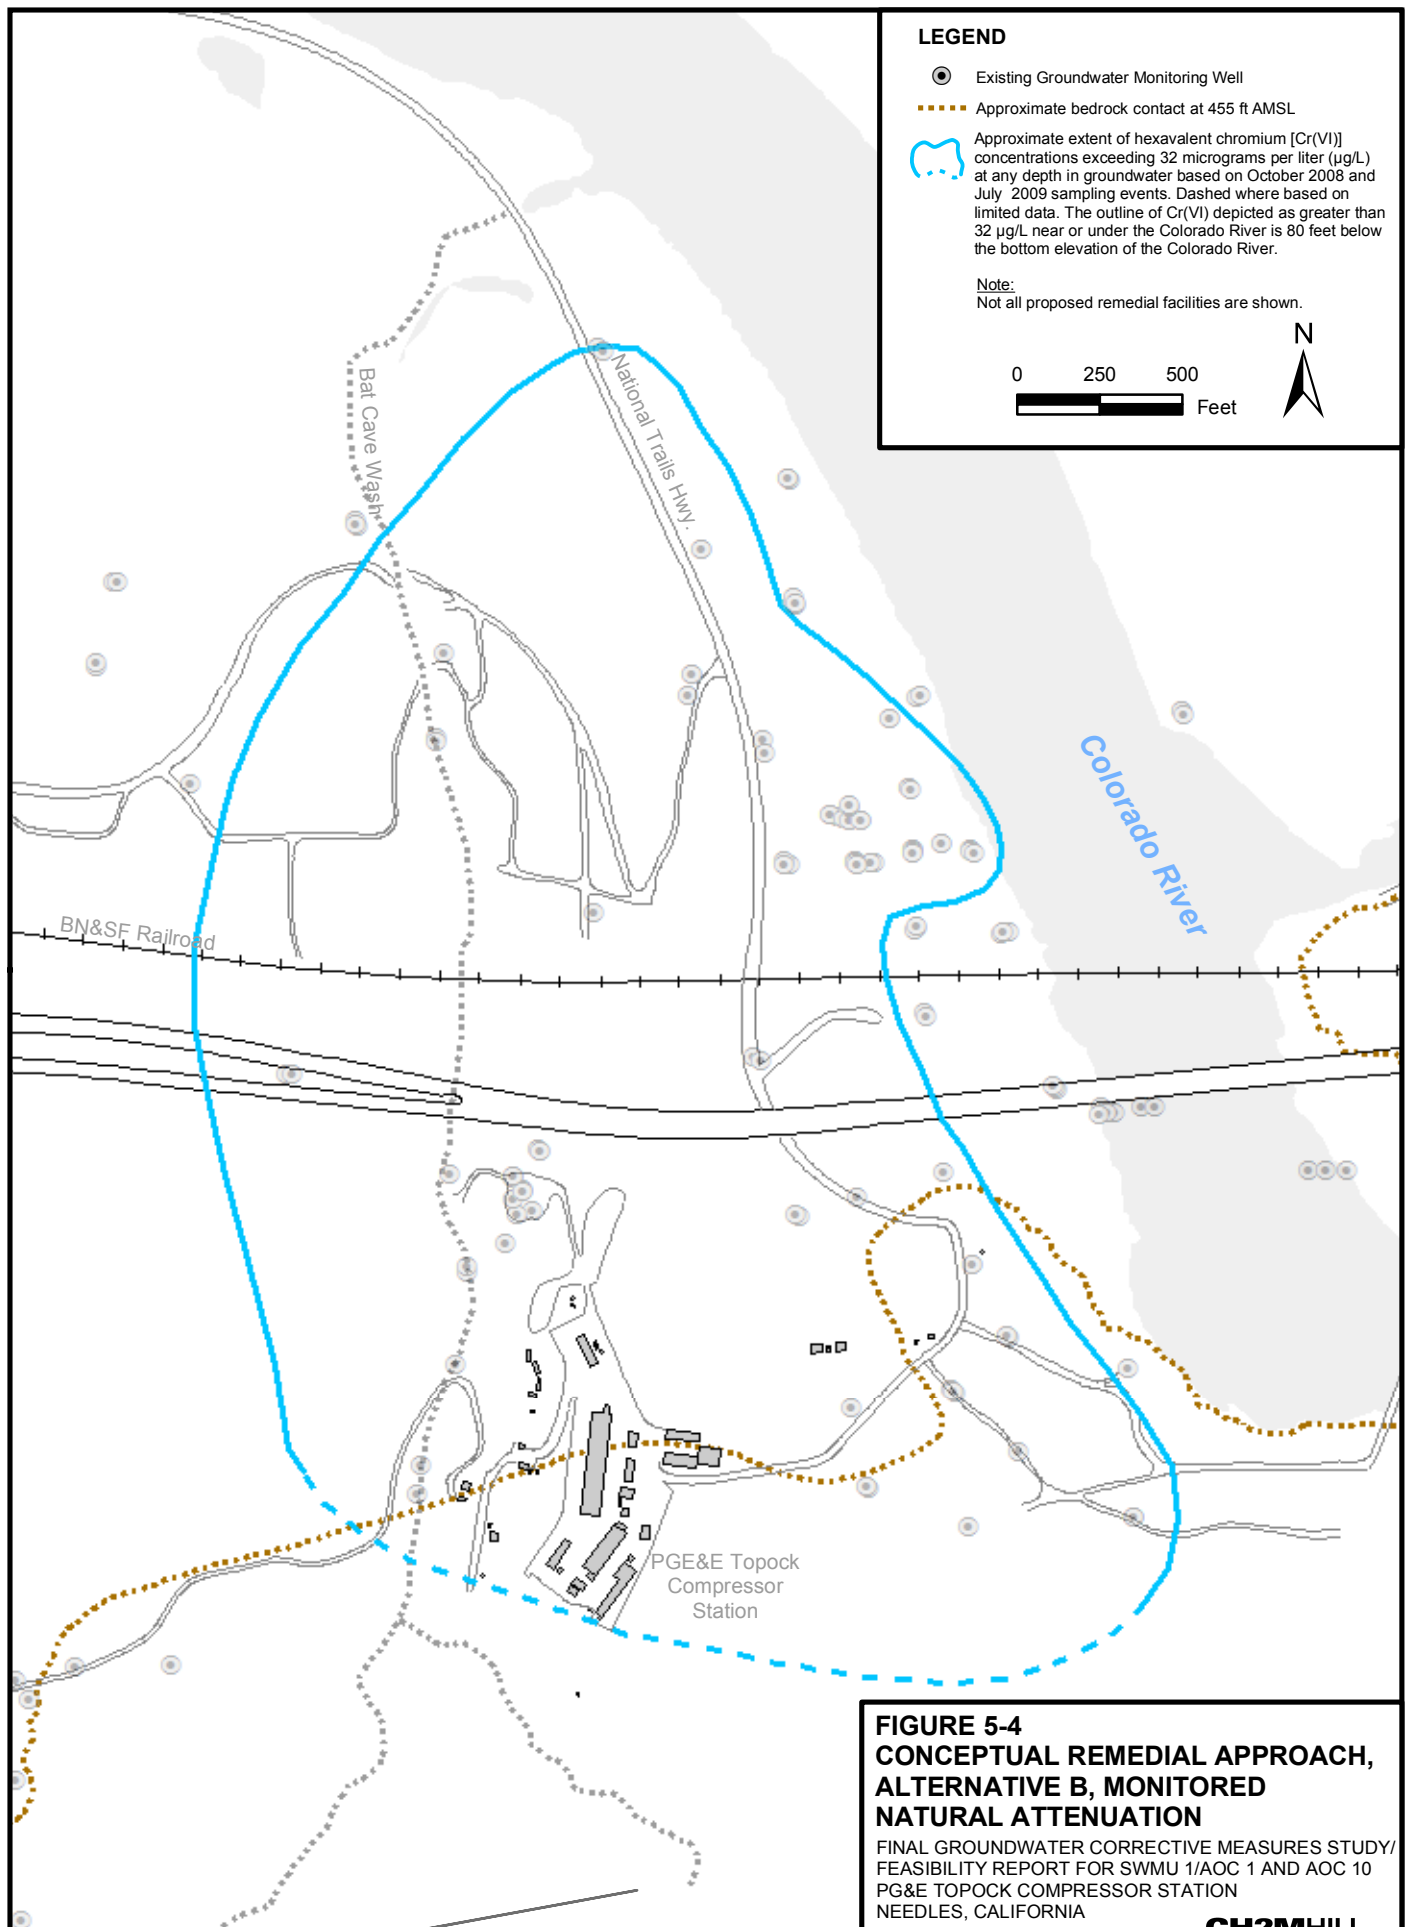 LEGEND
Existing Groundwater Monitoring Well
Approximate bedrock contact at 455 ft AMSL
Approximate extent of hexavalent chromium [Cr(VI)]
concentrations exceeding 32 micrograms per liter (µg/L)
at any depth in groundwater based on October 2008 and
July 2009 sampling events. Dashed where based on
limited data. The outline of Cr(VI) depicted as greater than
32 µg/L near or under the Colorado River is 80 feet below
the bottom elevation of the Colorado River.
Note:
Not all proposed remedial facilities are shown.
N
0 250 500
Feet
National Trails Hwy.
Bat Cave Wash
Colorado River
BN&SF Railroad
PGE&E Topock
Compressor
Station
FIGURE 5-4
CONCEPTUAL REMEDIAL APPROACH,
ALTERNATIVE B, MONITORED
NATURAL ATTENUATION
FINAL GROUNDWATER CORRECTIVE MEASURES STUDY/
FEASIBILITY REPORT FOR SWMU 1/AOC 1 AND AOC 10
PG&E TOPOCK COMPRESSOR STATION
NEEDLES, CALIFORNIA
CH2MHILL